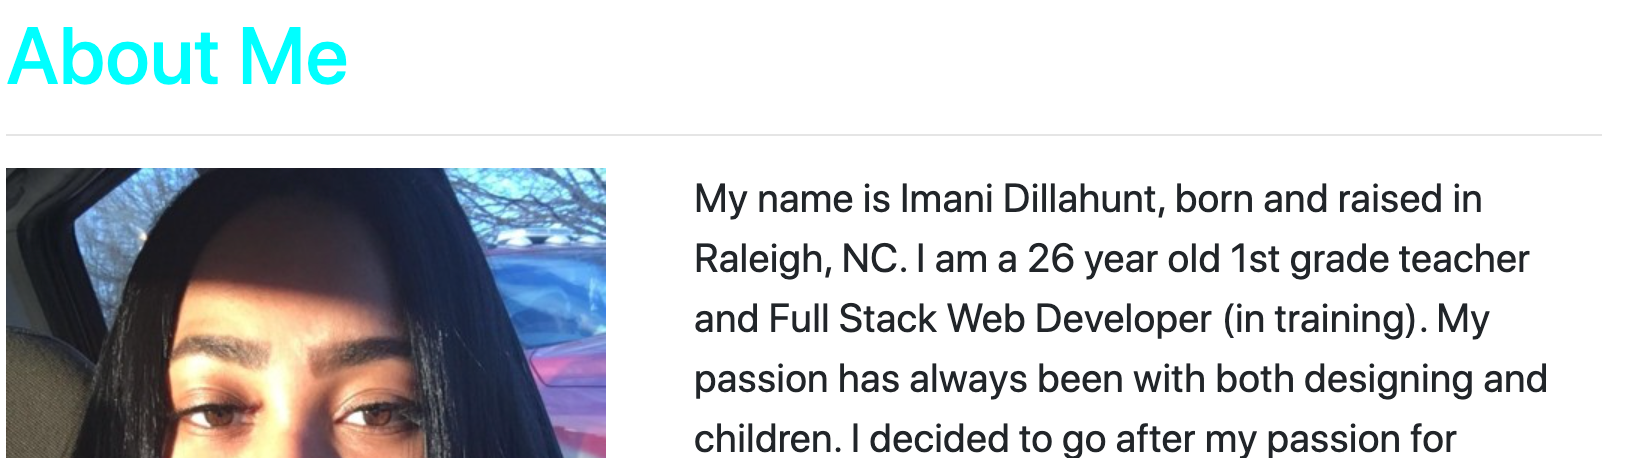 About Me
My name is Imani Dillahunt, born and raised in
Raleigh, NC. I am a 26 year old 1st grade teacher
and Full Stack Web Developer (in training). My
passion has always been with both designing and
children. I decided to go after my passion for